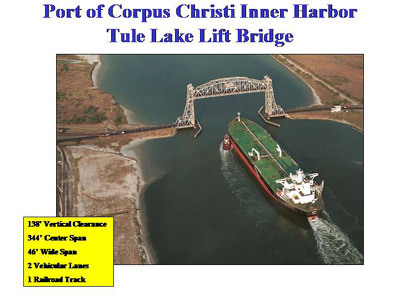 Port of Corpus Christi Inner Harbor
Tule Lake Lift Bridge
138' Vertical Clearance
344' Center Span
46' Wide Span
2 Vehicular Lanes
1 Railroad Track